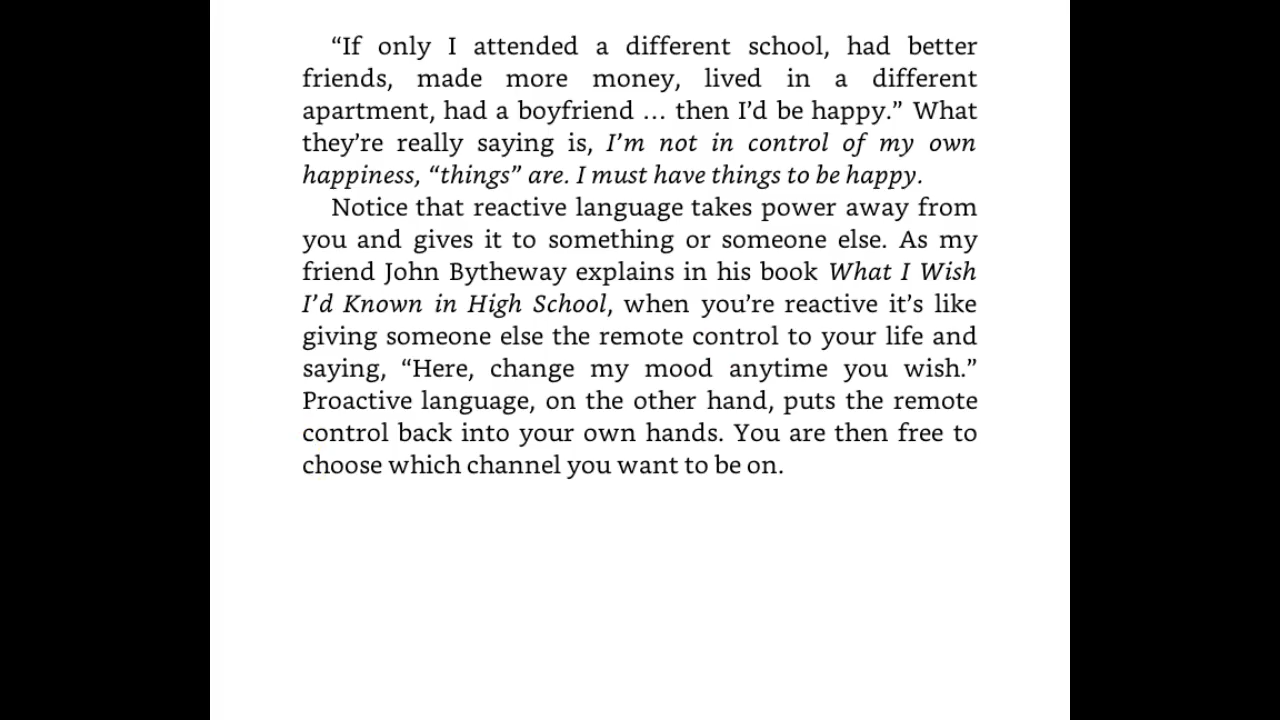 “If only I attended a different school, had better
friends, made more money, lived in a different
apartment, had a boyfriend … then I’d be happy.” What
they’re really saying is, I’m not in control of my own
happiness, “things” are. I must have things to be happy.
Notice that reactive language takes power away from
you and gives it to something or someone else. As my
friend John Bytheway explains in his book What I Wish
I’d Known in High School, when you’re reactive it’s like
giving someone else the remote control to your life and
saying, “Here, change my mood anytime you wish.”
Proactive language, on the other hand, puts the remote
control back into your own hands. You are then free to
choose which channel you want to be on.